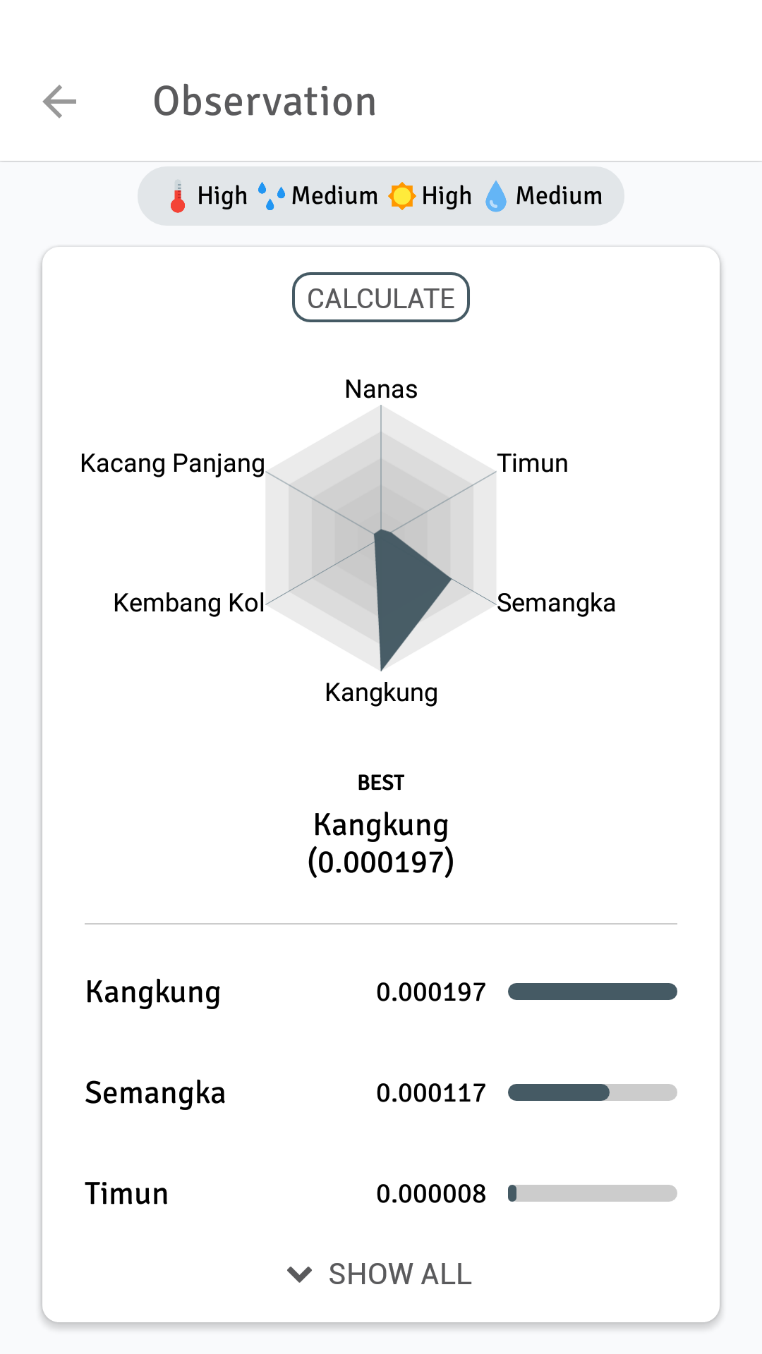 Observation
High Medium High Medium
CALCULATE
Nanas
Kacang Panjang
Timun
Kembang Kol
Semangka
Kangkung
BEST
Kangkung
(0.000197)
Kangkung 0.000197
Semangka 0.000117
Timun 0.000008
SHOW ALL